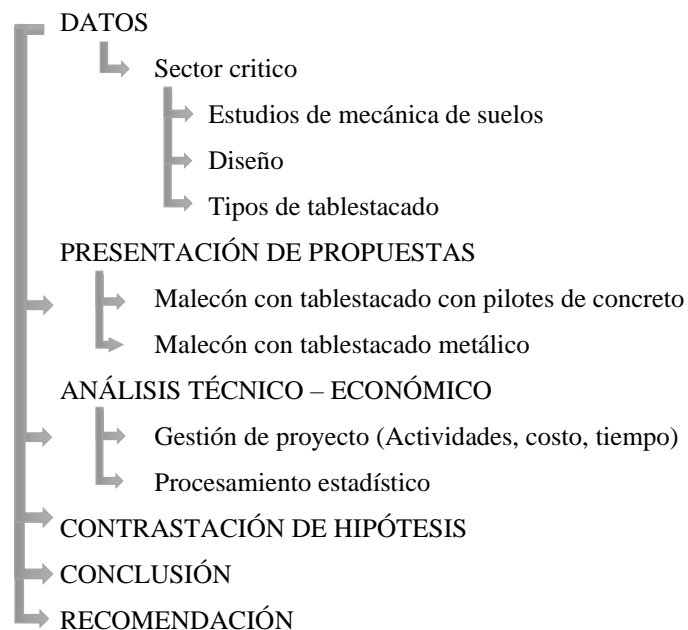 DATOS
Sector critico
Estudios de mecánica de suelos
Diseño
Tipos de tablestacado
PRESENTACIÓN DE PROPUESTAS
Malecón con tablestacado con pilotes de concreto
Malecón con tablestacado metálico
ANÁLISIS TÉCNICO – ECONÓMICO
Gestión de proyecto (Actividades, costo, tiempo)
Procesamiento estadístico
CONTRASTACIÓN DE HIPÓTESIS
CONCLUSIÓN
RECOMENDACIÓN